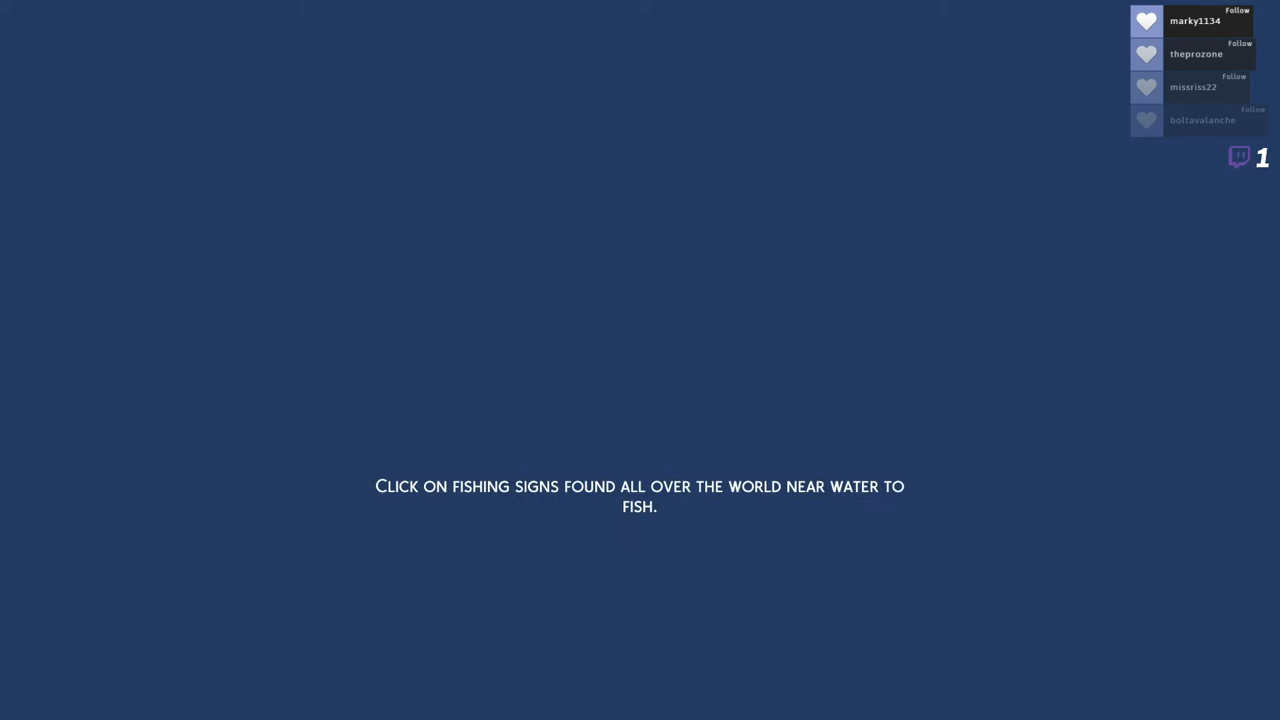 Follow
marky1134
Follow
theprozone
Follow
missriss22
Follow
boltavalanche
1
CLICK ON FISHING SIGNS FOUND ALL OVER THE WORLD NEAR WATER TO
FISH.